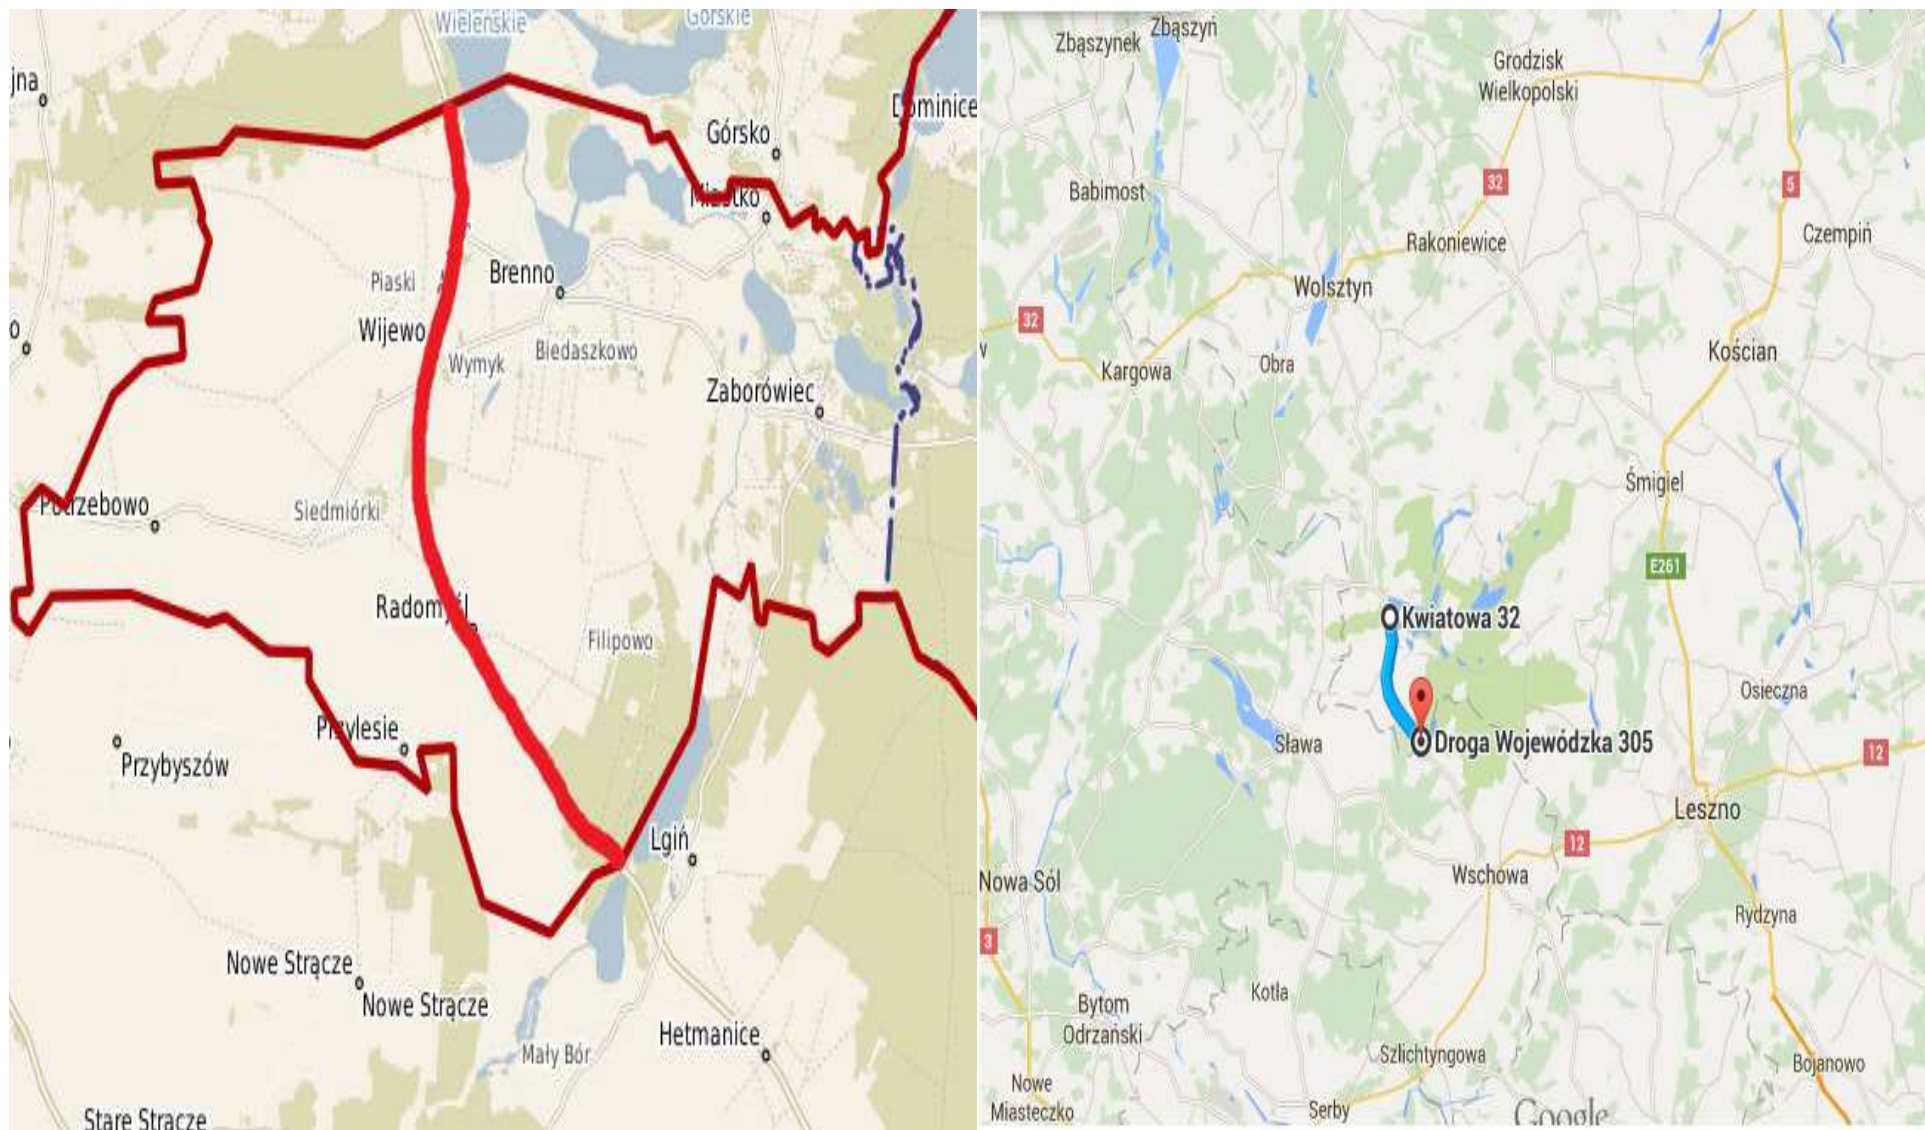 Wieleńskie
Górskie
jna
Dominice
Górsko
Miastko
Piaski
Brenno
Wijewo
Wymyk
Biedaszkowo
Zaborówiec
Potrzebowo
Siedmiórki
Radomyśl
Filipowo
Przylesie
Przybyszów
Lgiń
Nowe Strącze
Nowe Strącze
Hetmanice
Mały Bór
Stare Strącze
Zbąszynek
Zbąszyń
Grodzisk
Wielkopolski
Babimost
32
5
Czempiń
Rakoniewice
Wolsztyn
32
Kargowa
Obra
Kościan
Śmigiel
E261
Kwiatowa 32
Osieczna
Sława
Droga Wojewódzka 305
12
Leszno
12
Wschowa
Nowa Sól
Rydzyna
3
Kotła
Bytom
Odrzański
Szlichtyngowa
Bojanowo
Nowe
Miasteczko
Serby
Google